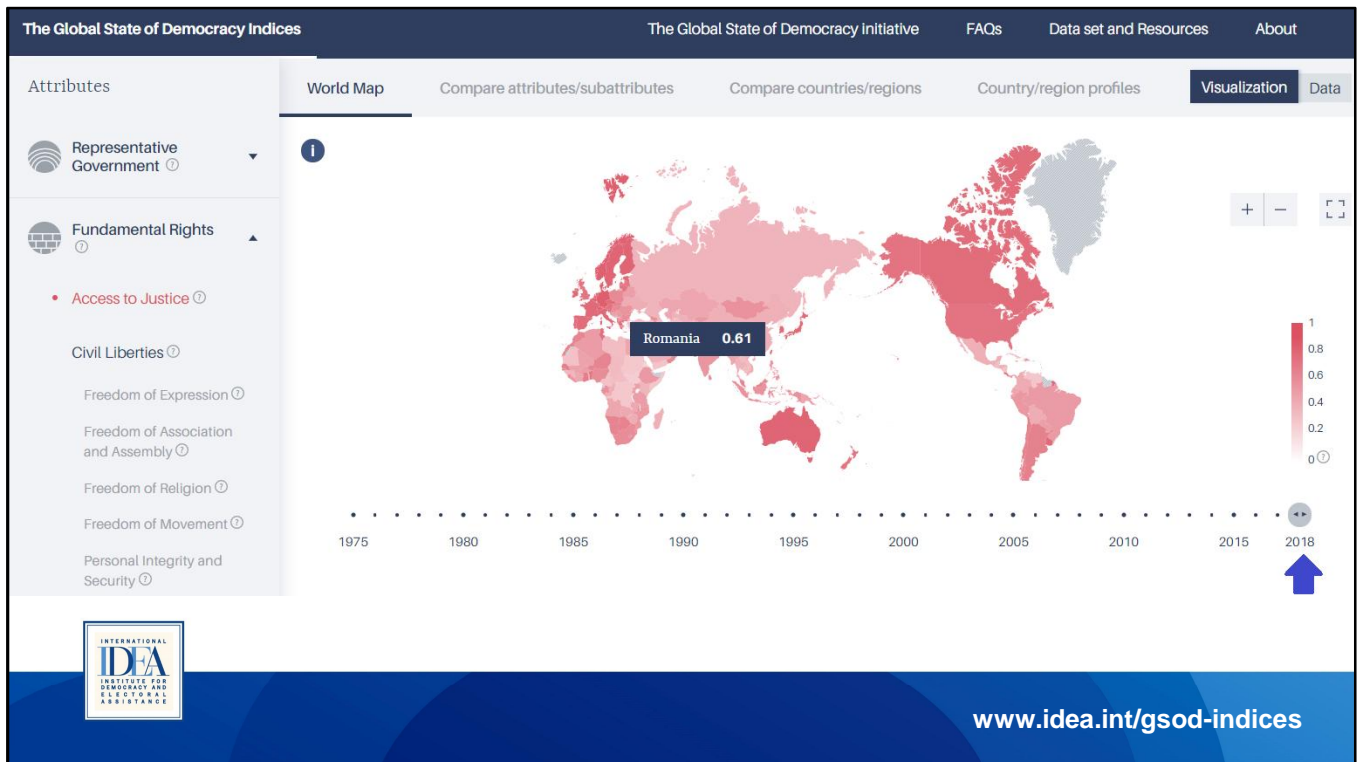 The Global State of Democracy Indices
The Global State of Democracy initiative
FAQs
Data set and Resources
About
Attributes
World Map
Compare attributes/subattributes
Compare countries/regions
Country/region profiles
Visualization
Data
Representative
Government ?
i
Fundamental Rights
?
+ −
Access to Justice ?
Civil Liberties ?
Freedom of Expression ?
Freedom of Association
and Assembly ?
Freedom of Religion ?
Freedom of Movement ?
Personal Integrity and
Security ?
Romania 0.61
1
0.8
0.6
0.4
0.2
0 ?
1975 1980 1985 1990 1995 2000 2005 2010 2015 2018
INTERNATIONAL
IDEA
INSTITUTE FOR
DEMOCRACY AND
ELECTORAL
ASSISTANCE
www.idea.int/gsod-indices